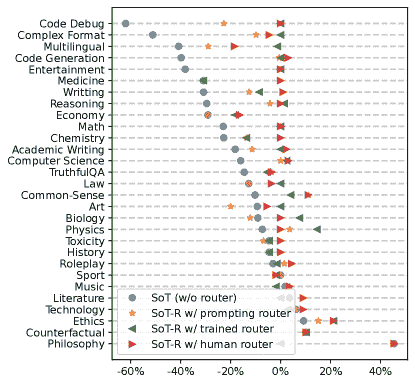 Code Debug
Complex Format
Multilingual
Code Generation
Entertainment
Medicine
Writting
Reasoning
Economy
Math
Chemistry
Academic Writing
Computer Science
TruthfulQA
Law
Common-Sense
Art
Biology
Physics
Toxicity
History
Roleplay
Sport
Music
Literature
Technology
Ethics
Counterfactual
Philosophy
SoT (w/o router)
SoT-R w/ prompting router
SoT-R w/ trained router
SoT-R w/ human router
-60% -40% -20% 0% 20% 40%